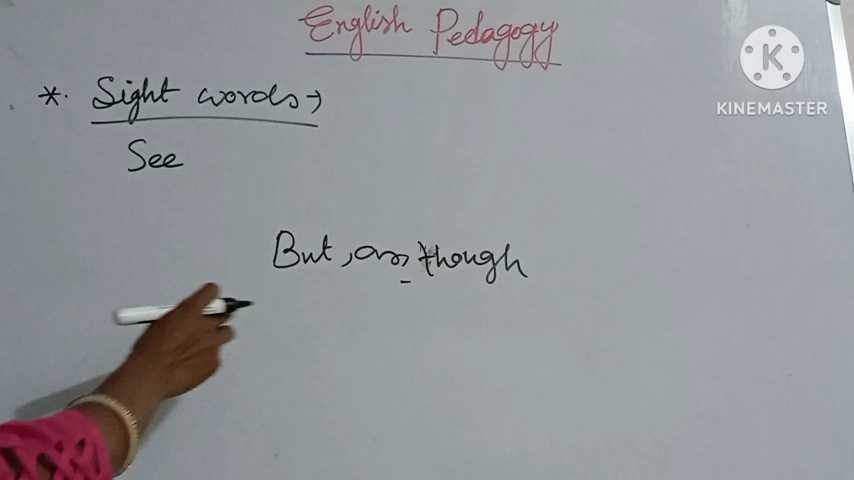 English Pedagogy
K
KINEMASTER
*. Sight words→
See
But, as, though